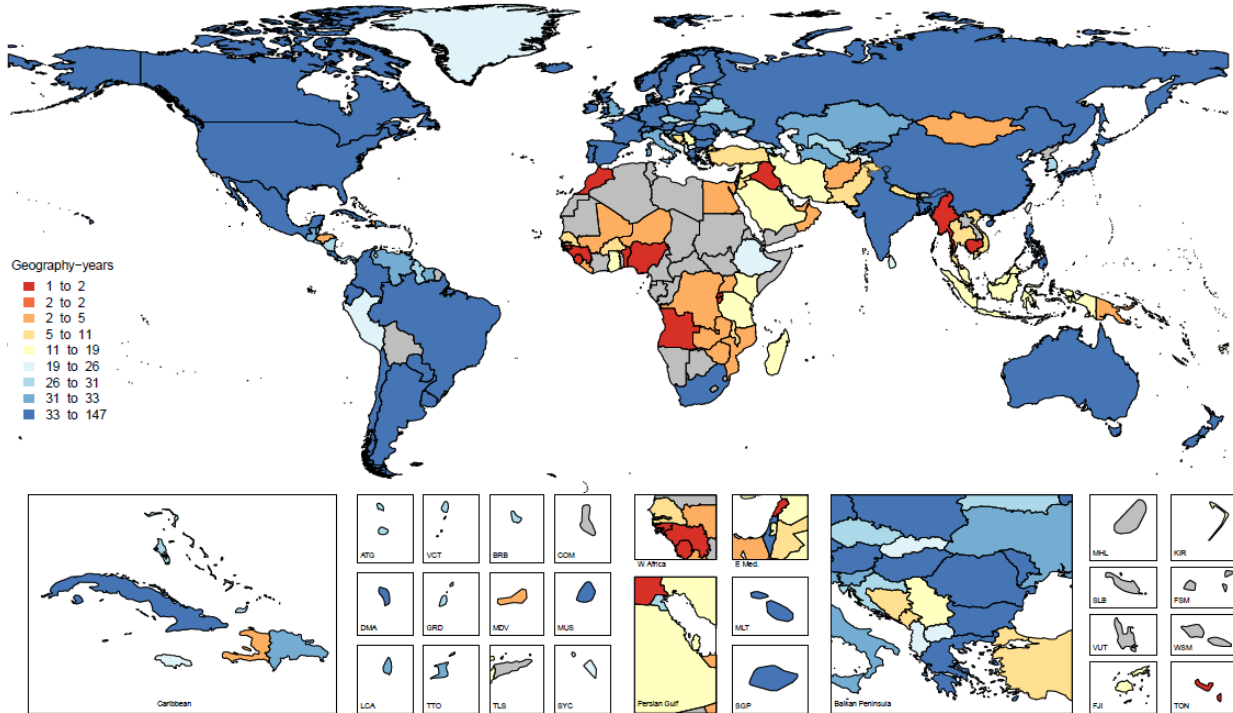 Geography−years
1 to 2
2 to 2
2 to 5
5 to 11
11 to 19
19 to 26
26 to 31
31 to 33
33 to 147
Caribbean
ATG
VCT
BRB
COM
DMA
GRD
MDV
MUS
LCA
TTO
TLS
SYC
W Africa
E Med.
Persian Gulf
MLT
SGP
Balkan Peninsula
MHL
KIR
SLB
FSM
VUT
WSM
FJI
TON